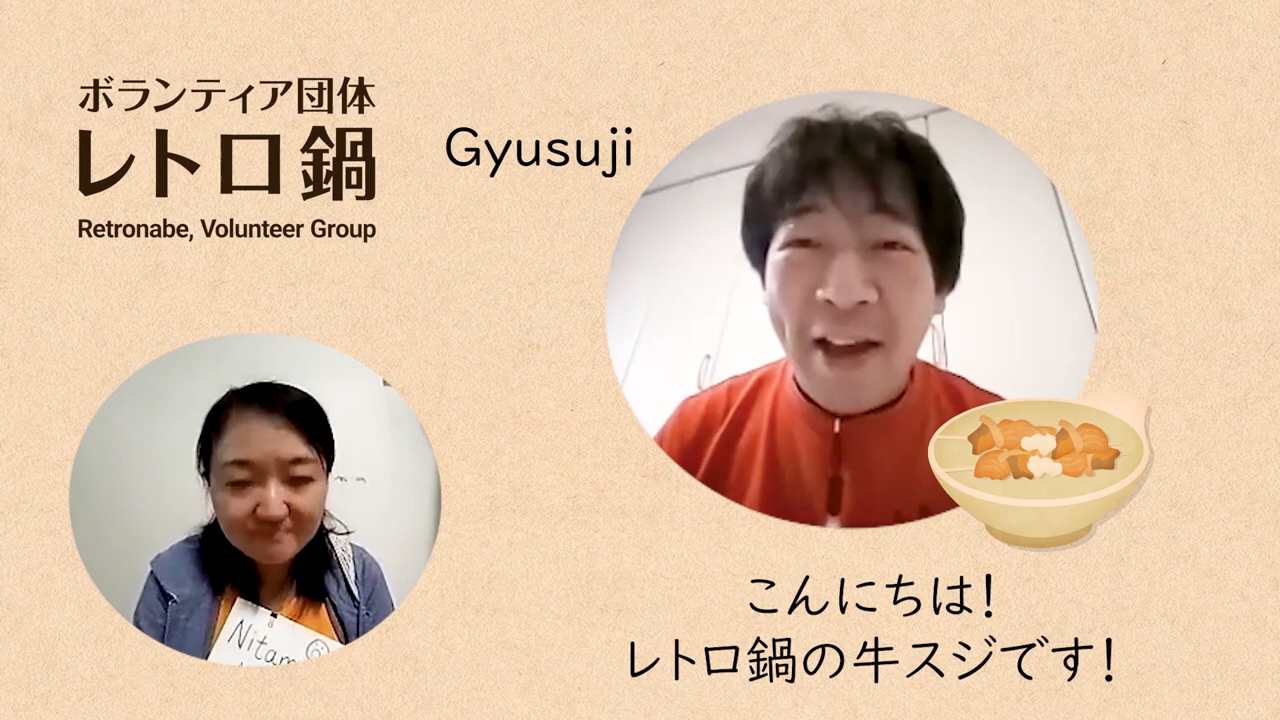 ボランティア団体
レトロ鍋
Retronabe, Volunteer Group
Gyusuji
Nitam
こんにちは!
レトロ鍋の牛スジです!